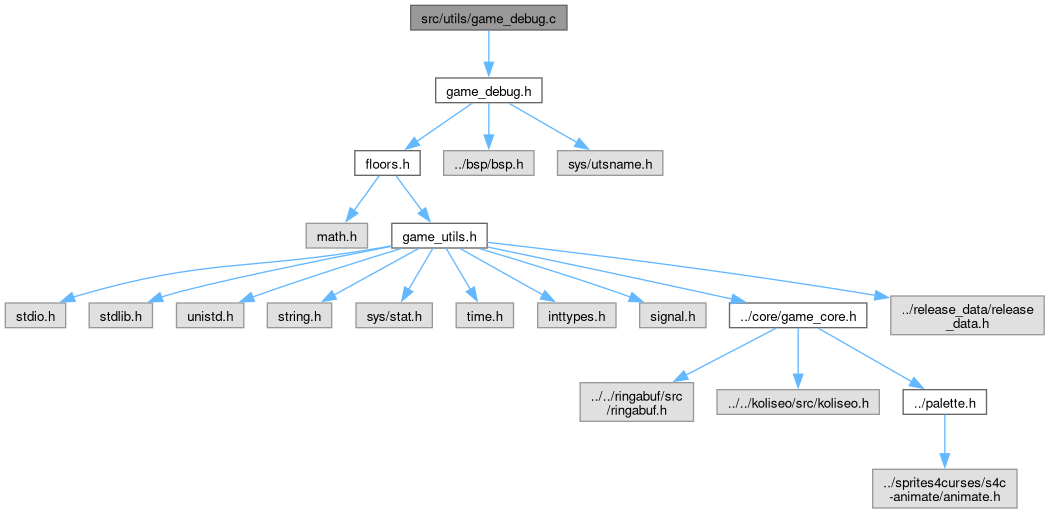 src/utils/game_debug.c
game_debug.h
floors.h
../bsp/bsp.h
sys/utsname.h
math.h
game_utils.h
stdio.h
stdlib.h
unistd.h
string.h
sys/stat.h
time.h
inttypes.h
signal.h
../core/game_core.h
../release_data/release
_data.h
../../ringabuf/src
/ringabuf.h
../../koliseo/src/koliseo.h
../palette.h
../sprites4curses/s4c
-animate/animate.h